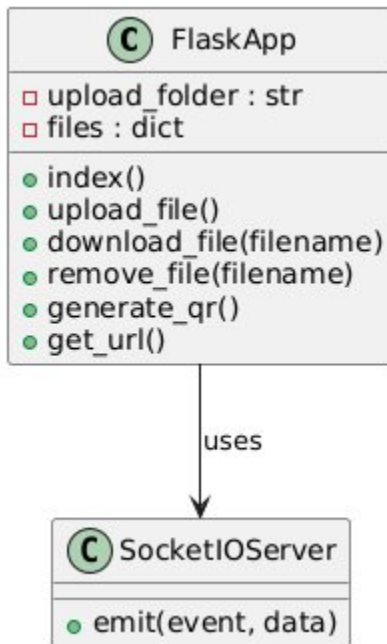 C FlaskApp
upload_folder : str
files : dict
index()
upload_file()
download_file(filename)
remove_file(filename)
generate_qr()
get_url()
uses
C SocketIOServer
emit(event, data)